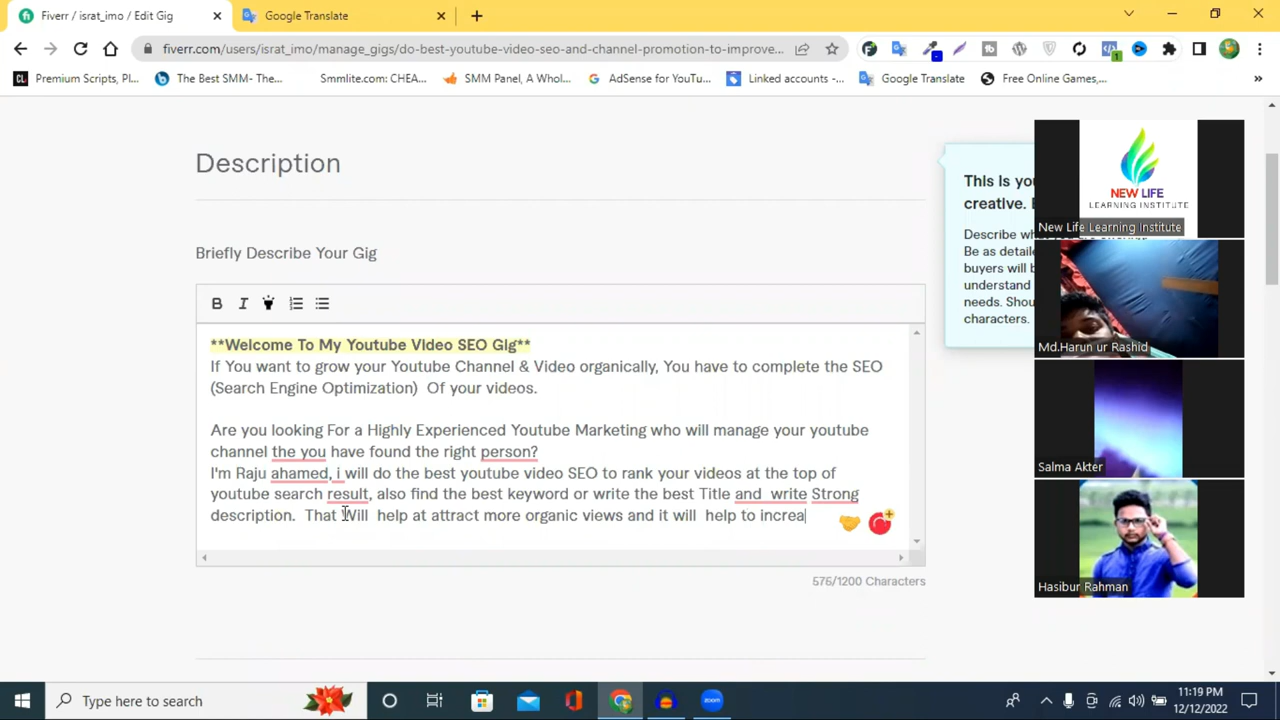 Fiverr / israt_imo / Edit Gig
Google Translate
fiverr.com/users/israt_imo/manage_gigs/do-best-youtube-video-seo-and-channel-promotion-to-improve...
1
CL Premium Scripts, Pl...
The Best SMM- The...
Smmlite.com: CHEA...
SMM Panel, A Whol...
AdSense for YouTu...
Linked accounts -...
Google Translate
Free Online Games,...
Description
Briefly Describe Your Gig
B I
**Welcome To My Youtube Video SEO Gig**
If You want to grow your Youtube Channel & Video organically, You have to complete the SEO
(Search Engine Optimization) Of your videos.
Are you looking For a Highly Experienced Youtube Marketing who will manage your youtube
channel the you have found the right person?
I'm Raju ahamed, i will do the best youtube video SEO to rank your videos at the top of
youtube search result, also find the best keyword or write the best Title and write Strong
description. That Will help at attract more organic views and it will help to increa
576/1200 Characters
This is you
creative.
Describe wh
Be as detaile
buyers will b
understand
needs. Shou
characters.
NEW LIFE
LEARNING INSTITUTE
New Life Learning Institute
Md.Harun ur Rashid
Salma Akter
Hasibur Rahman
Type here to search
zoom
11:19 PM
12/12/2022